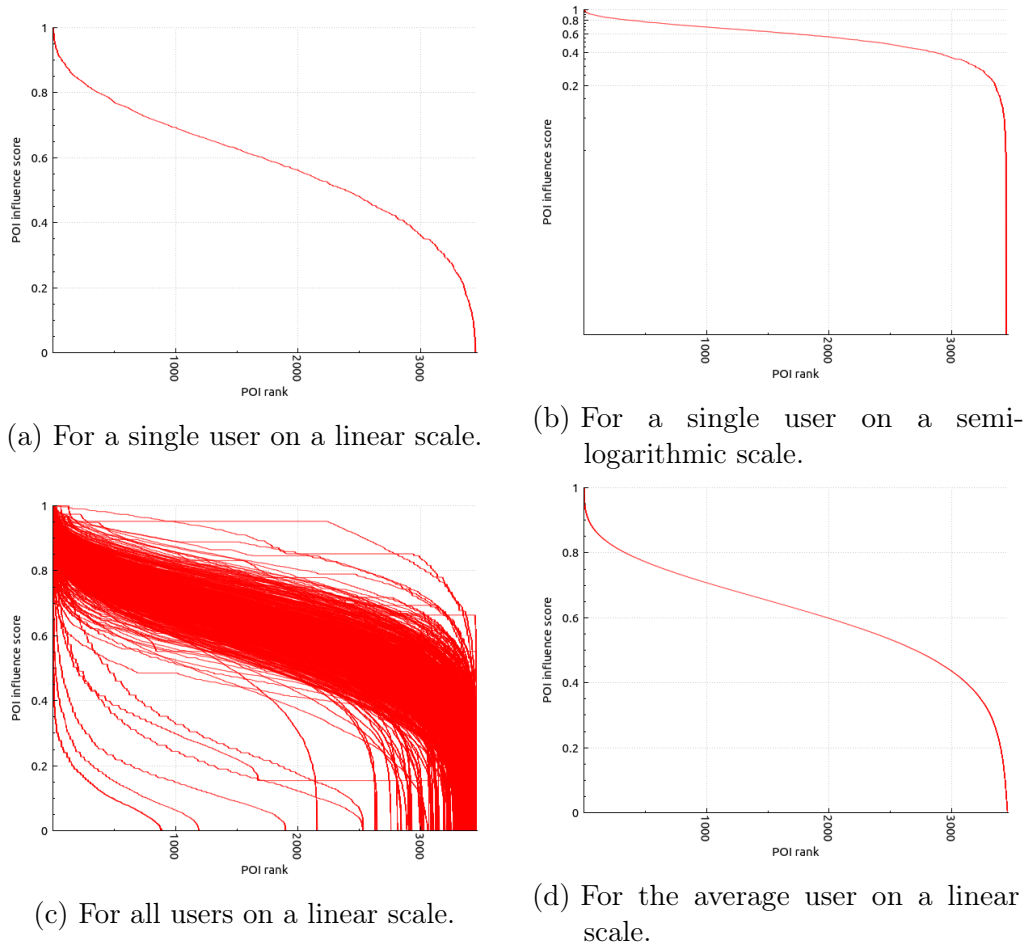 1
0.8
0.6
0.4
0.2
0
POI influence score
1000
2000
3000
POI rank
(a) For a single user on a linear scale.
1
0.8
0.6
0.4
0.2
POI influence score
1000
2000
3000
POI rank
(b) For a single user on a semi-
logarithmic scale.
1
0.8
0.6
0.4
0.2
0
POI influence score
1000
2000
3000
POI rank
(c) For all users on a linear scale.
1
0.8
0.6
0.4
0.2
0
POI influence score
1000
2000
3000
POI rank
(d) For the average user on a linear
scale.